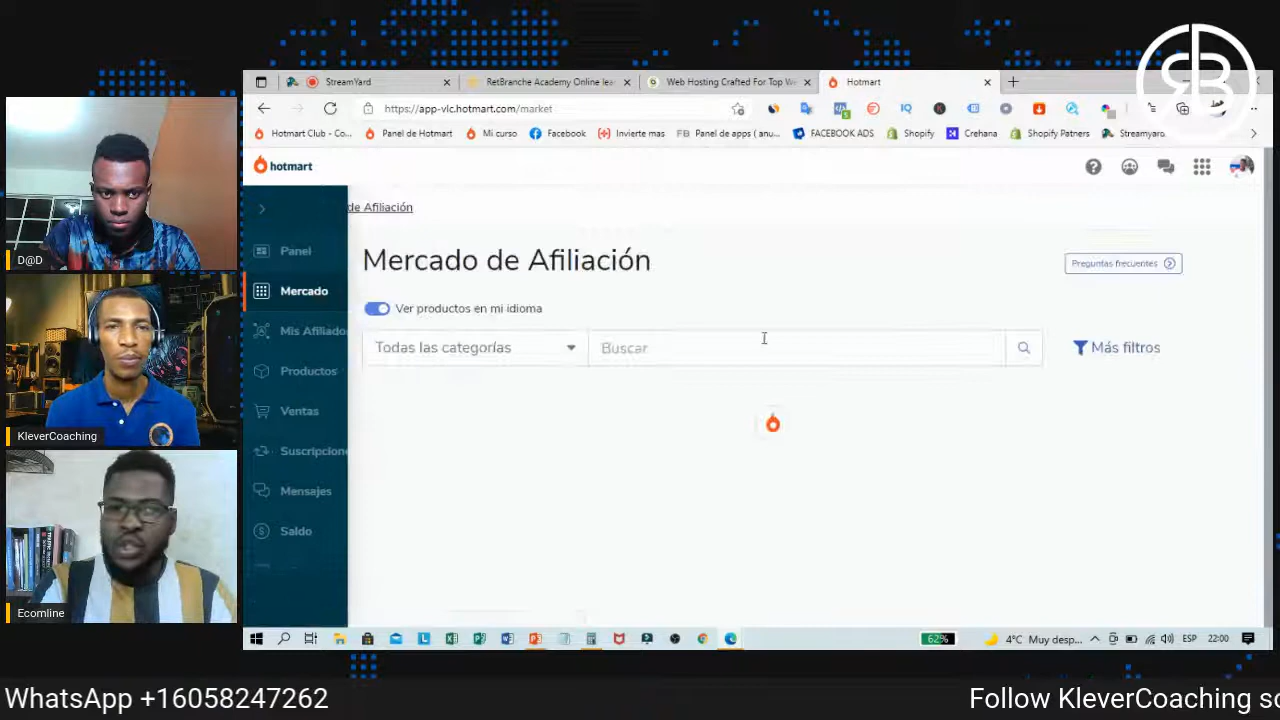 StreamYard
RetBranche Academy Online lea
Web Hosting Crafted For Top We
Hotmart
https://app-vlc.hotmart.com/market
Hotmart Club - Co...
Panel de Hotmart
Mi curso
Facebook
Invierte mas
Panel de apps ( anu...
FACEBOOK ADS
Shopify
Crehana
Shopify Patners
Streamyard
hotmart
de Afiliación
Panel
Mercado
Mis Afiliado
Productos
Ventas
Suscripcione
Mensajes
Saldo
Mercado de Afiliación
Preguntas frecuentes
Ver productos en mi idioma
Todas las categorías
Buscar
Más filtros
D@D
KleverCoaching
Ecomline
62%
4°C Muy desp...
ESP
22:00
WhatsApp +16058247262
Follow KleverCoaching so